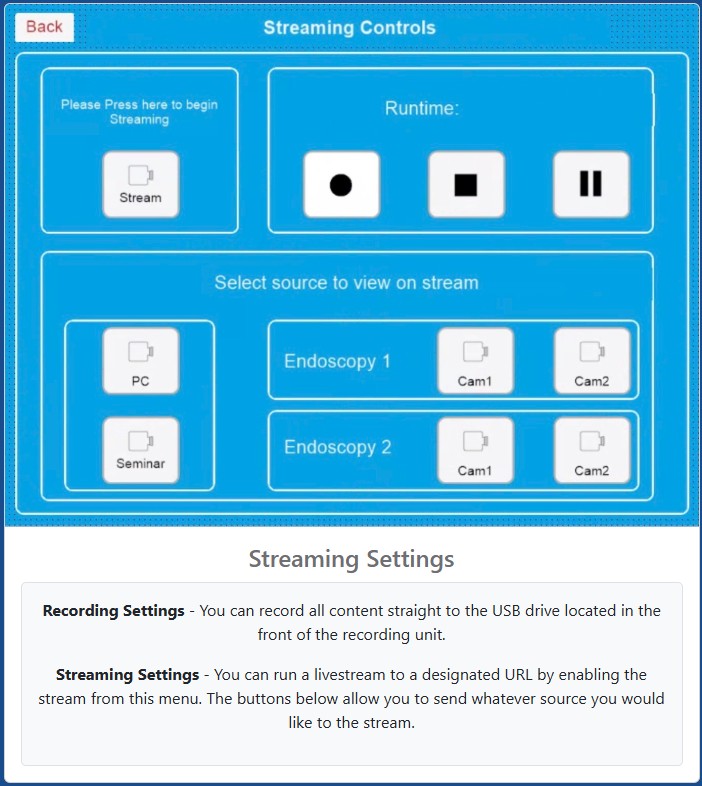 Back
Streaming Controls
Please Press here to begin
Streaming
Stream
Runtime:
Select source to view on stream
PC
Seminar
Endoscopy 1
Cam1
Cam2
Endoscopy 2
Cam1
Cam2
Streaming Settings
Recording Settings - You can record all content straight to the USB drive located in the
front of the recording unit.
Streaming Settings - You can run a livestream to a designated URL by enabling the
stream from this menu. The buttons below allow you to send whatever source you would
like to the stream.